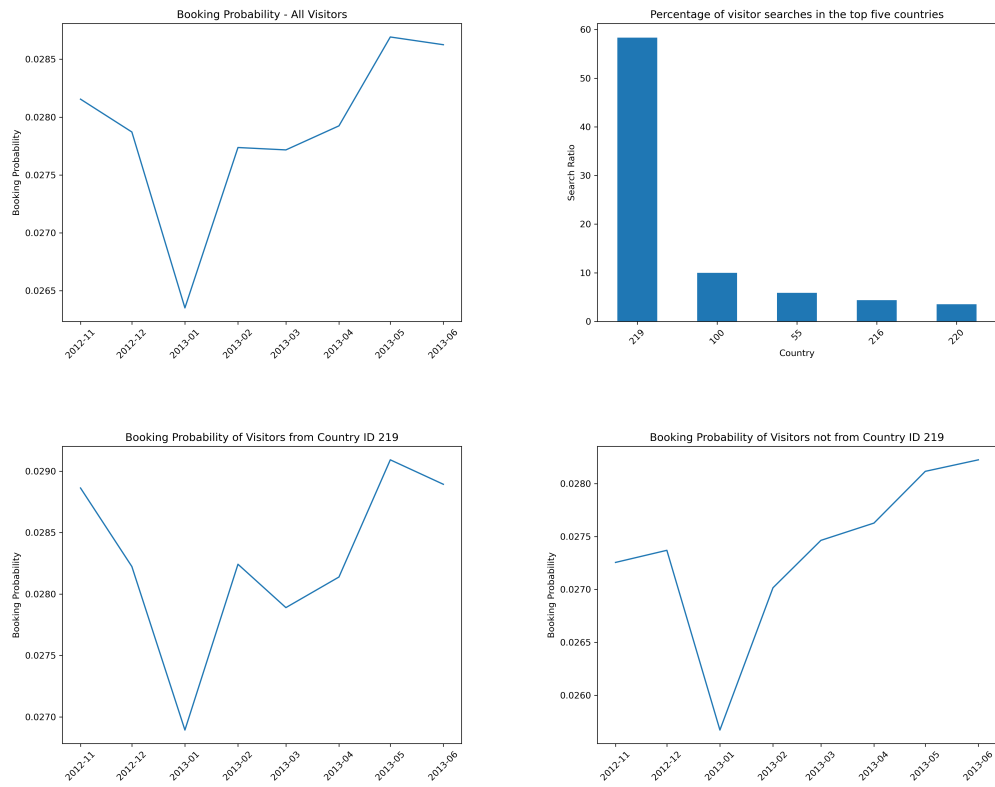 Booking Probability - All Visitors
Booking Probability
0.0285
0.0280
0.0275
0.0270
0.0265
2012-11 2012-12 2013-01 2013-02 2013-03 2013-04 2013-05 2013-06
Percentage of visitor searches in the top five countries
Search Ratio
60
50
40
30
20
10
0
219 100 55 216 220
Country
Booking Probability of Visitors from Country ID 219
Booking Probability
0.0290
0.0285
0.0280
0.0275
0.0270
2012-11 2012-12 2013-01 2013-02 2013-03 2013-04 2013-05 2013-06
Booking Probability of Visitors not from Country ID 219
Booking Probability
0.0280
0.0275
0.0270
0.0265
0.0260
2012-11 2012-12 2013-01 2013-02 2013-03 2013-04 2013-05 2013-06